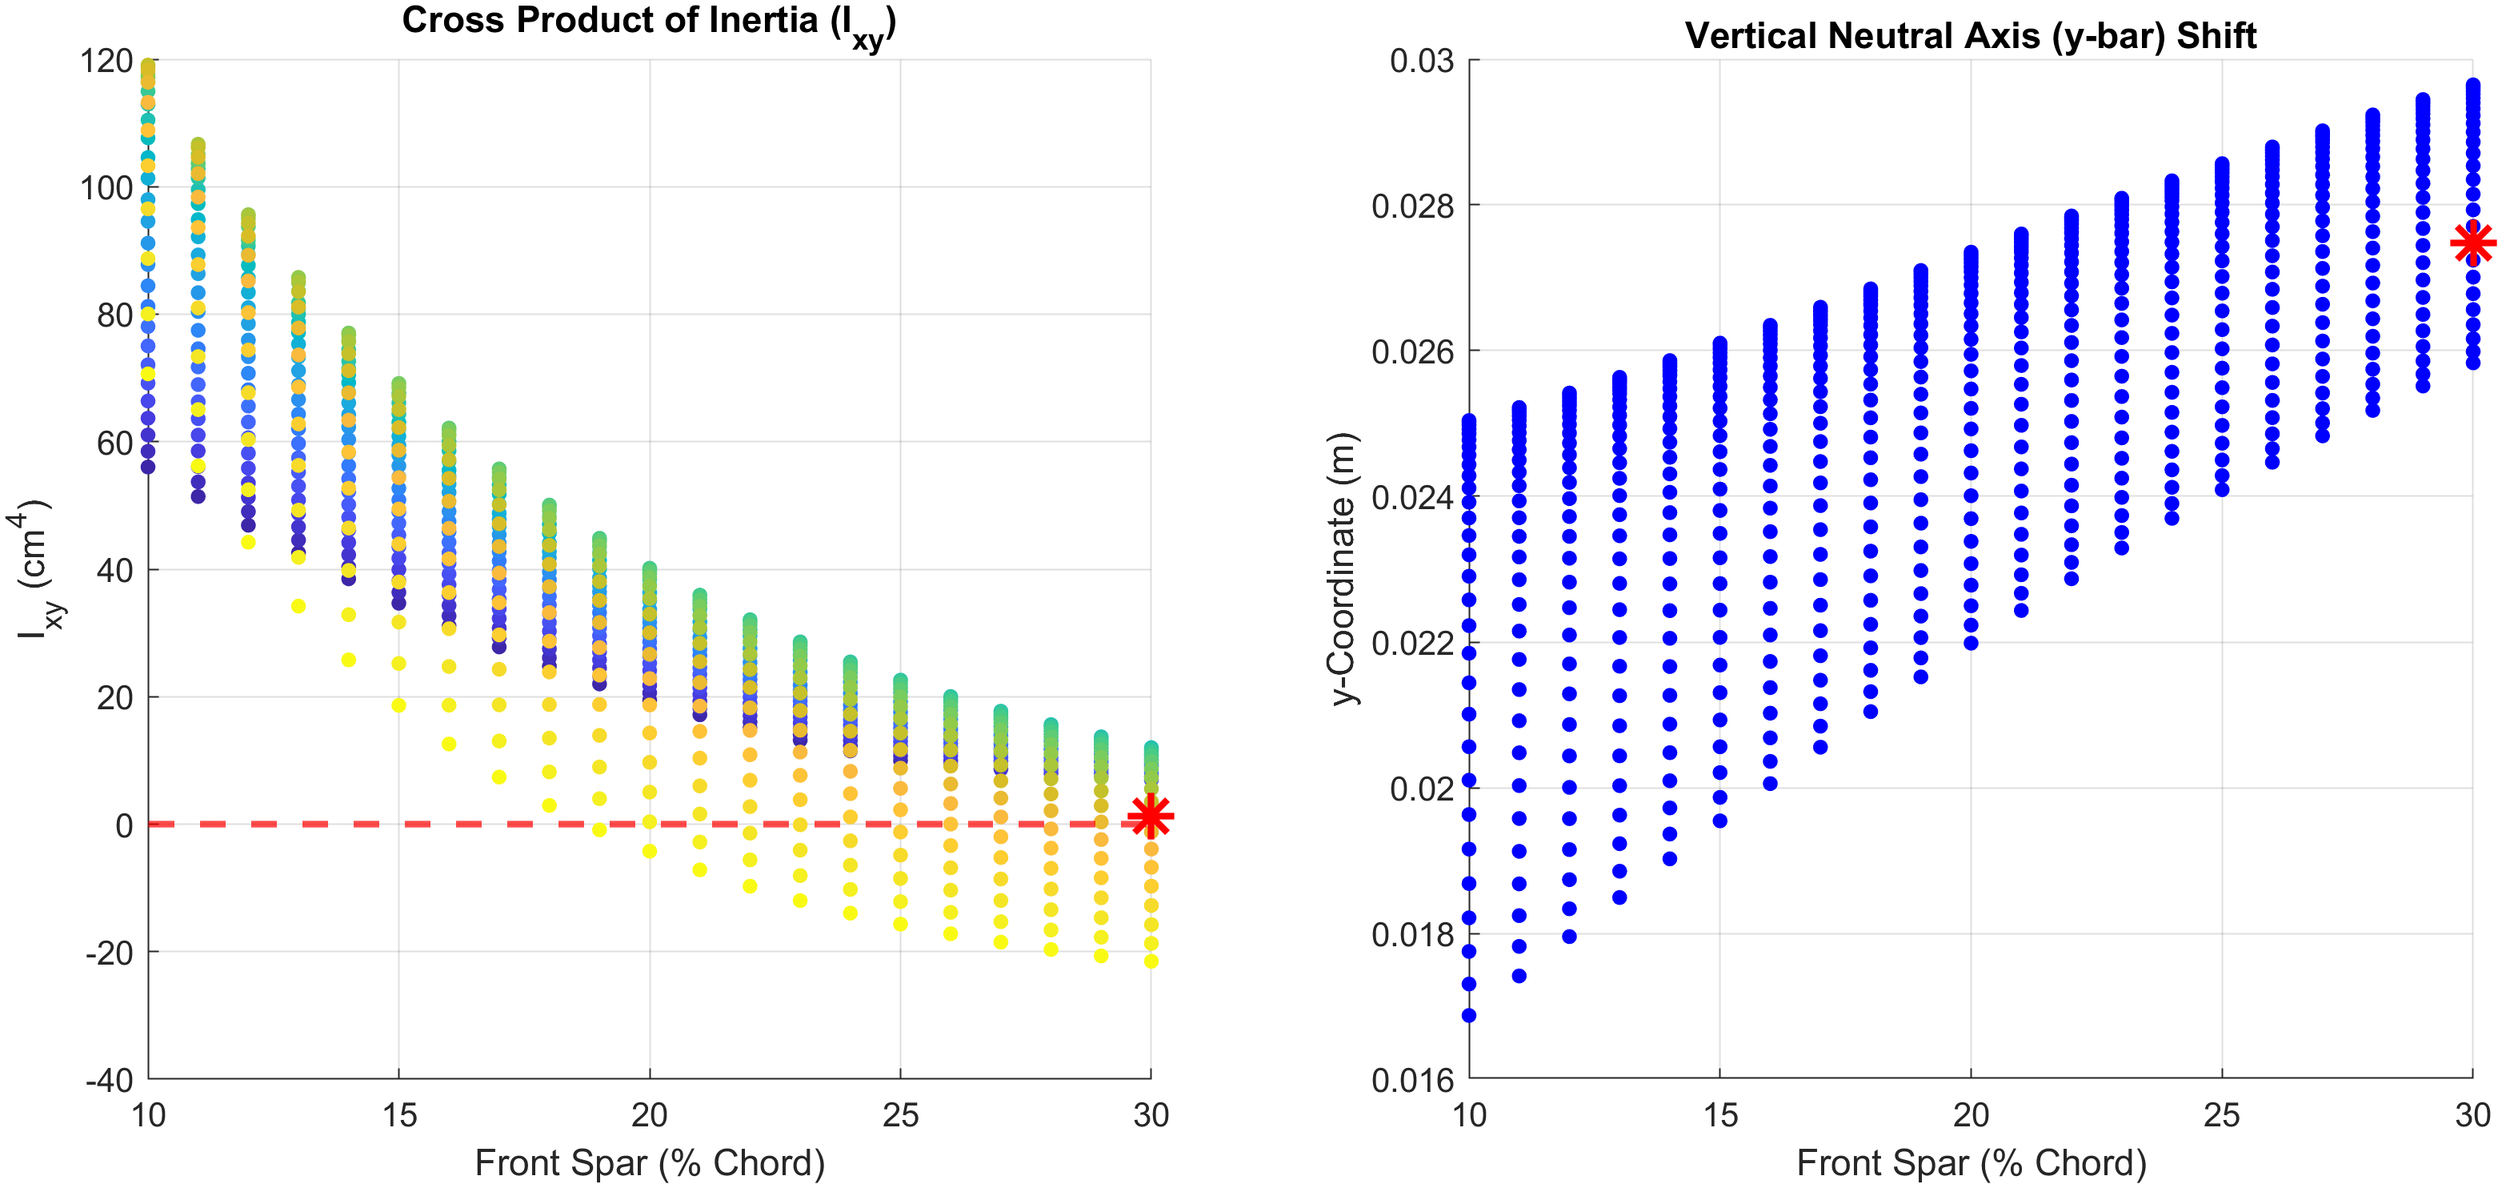 Cross Product of Inertia (Ixy)
120
100
80
60
40
20
0
-20
-40
Ixy (cm4)
10 15 20 25 30
Front Spar (% Chord)
Vertical Neutral Axis (y-bar) Shift
0.03
0.028
0.026
0.024
0.022
0.02
0.018
0.016
y-Coordinate (m)
10 15 20 25 30
Front Spar (% Chord)